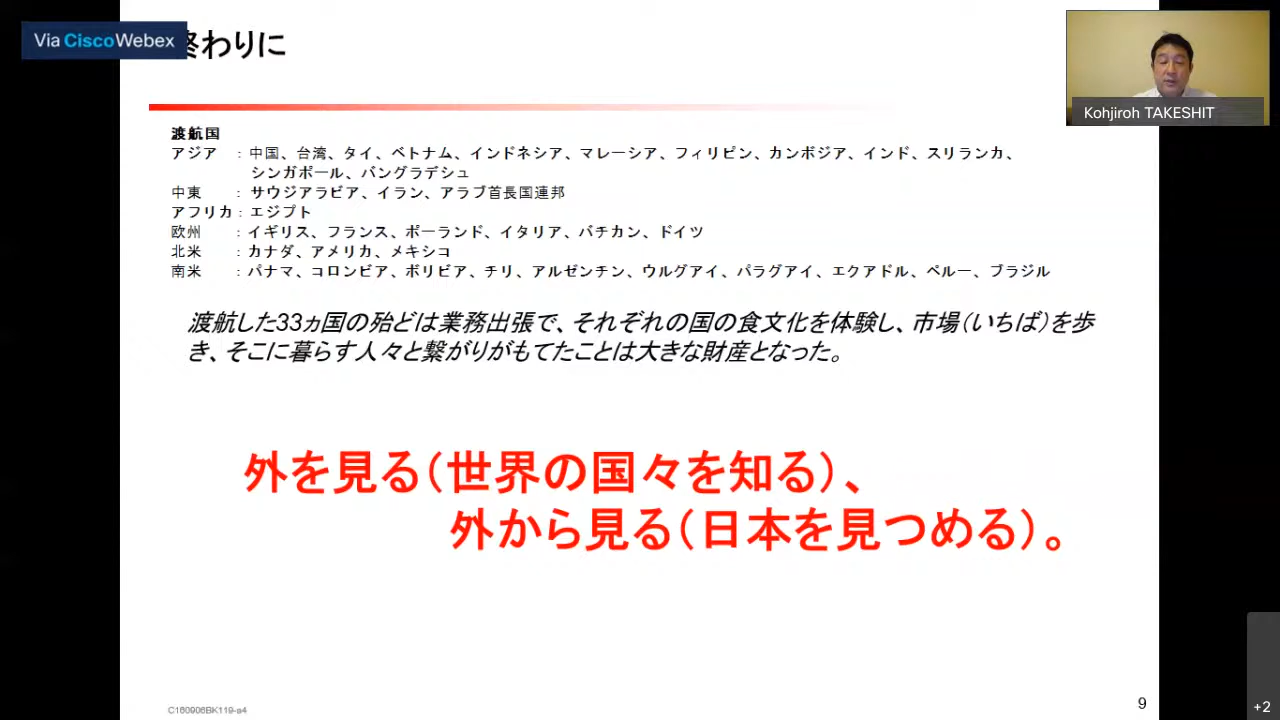 Via Cisco Webex
終わりに
Kohjiroh TAKESHIT
渡航国
アジア ：中国、台湾、タイ、ベトナム、インドネシア、マレーシア、フィリピン、カンボジア、インド、スリランカ、
シンガポール、バングラデシュ
中東 ：サウジアラビア、イラン、アラブ首長国連邦
アフリカ：エジプト
欧州 ：イギリス、フランス、ポーランド、イタリア、バチカン、ドイツ
北米 ：カナダ、アメリカ、メキシコ
南米 ：パナマ、コロンビア、ボリビア、チリ、アルゼンチン、ウルグアイ、パラグアイ、エクアドル、ペルー、ブラジル
渡航した33ヵ国の殆どは業務出張で、それぞれの国の食文化を体験し、市場（いちば）を歩
き、そこに暮らす人々と繋がりがもてたことは大きな財産となった。
外を見る（世界の国々を知る）、
外から見る（日本を見つめる）。
C160906BK119-a4
9
+2